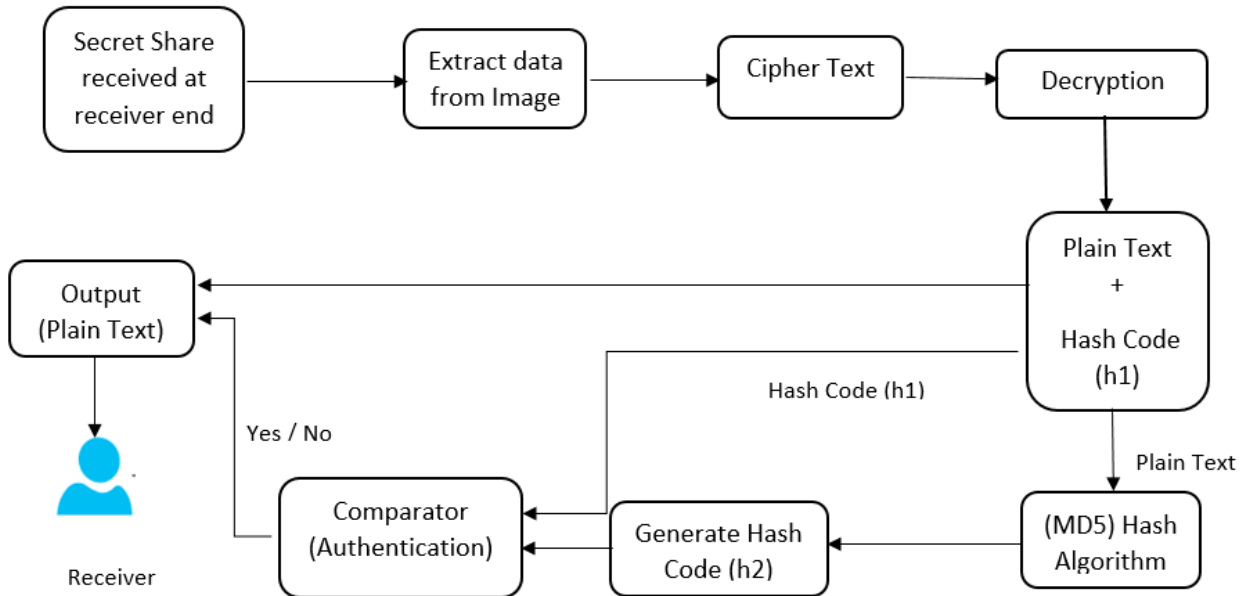 Secret Share
received at
receiver end
Extract data
from Image
Cipher Text
Decryption
Plain Text
+
Hash Code
(h1)
Output
(Plain Text)
Hash Code (h1)
Yes / No
Plain Text
Comparator
(Authentication)
Generate Hash
Code (h2)
(MD5) Hash
Algorithm
Receiver